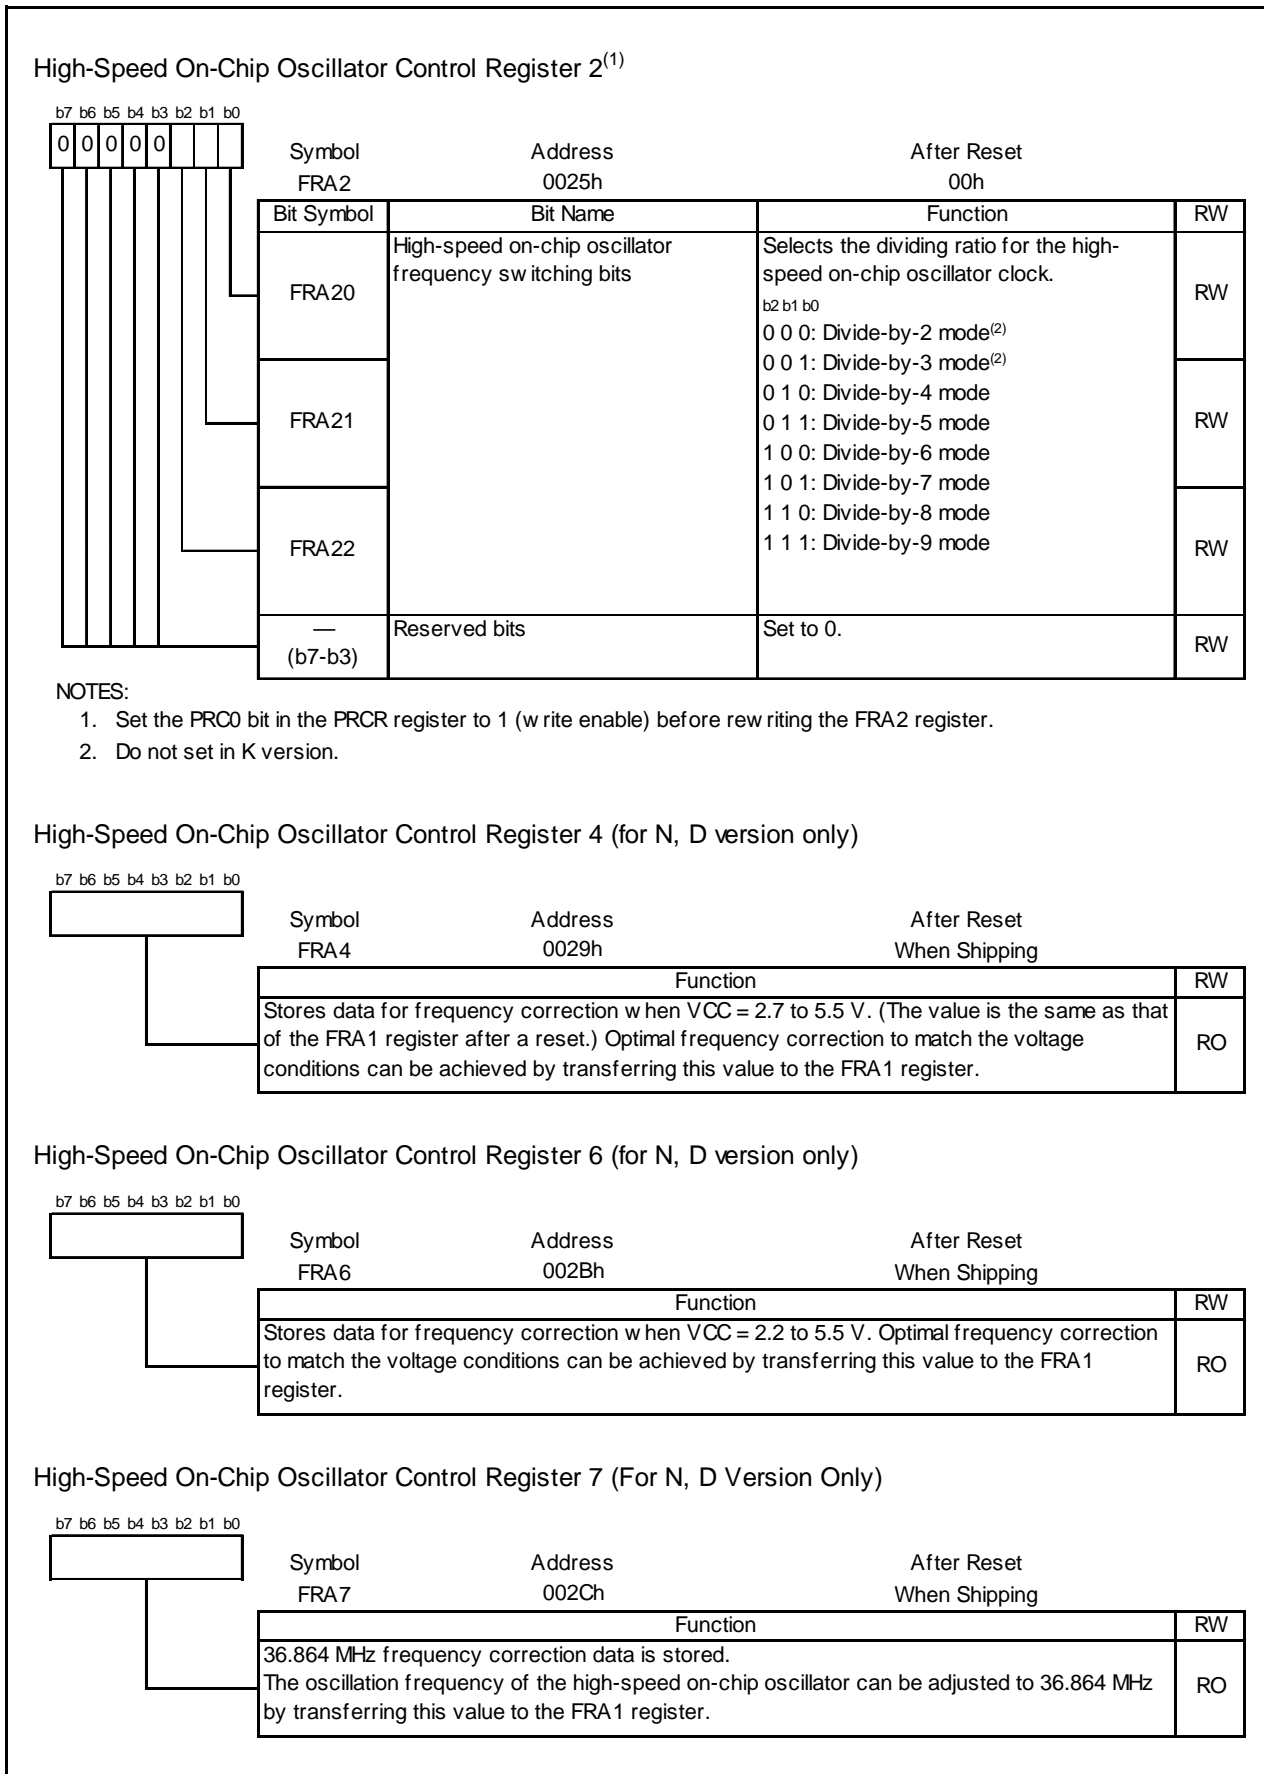 High-Speed On-Chip Oscillator Control Register 2(1)
b7 b6 b5 b4 b3 b2 b1 b0
0 0 0 0 0
Symbol Address After Reset
FRA2 0025h 00h
Bit Symbol Bit Name Function RW
FRA20 High-speed on-chip oscillator frequency switching bits Selects the dividing ratio for the high-speed on-chip oscillator clock. RW
b2 b1 b0
0 0 0: Divide-by-2 mode(2)
0 0 1: Divide-by-3 mode(2)
0 1 0: Divide-by-4 mode
FRA21 0 1 1: Divide-by-5 mode RW
1 0 0: Divide-by-6 mode
1 0 1: Divide-by-7 mode
1 1 0: Divide-by-8 mode
FRA22 1 1 1: Divide-by-9 mode RW
— (b7-b3) Reserved bits Set to 0. RW
NOTES:
1. Set the PRC0 bit in the PRCR register to 1 (write enable) before rewriting the FRA2 register.
2. Do not set in K version.
High-Speed On-Chip Oscillator Control Register 4 (for N, D version only)
b7 b6 b5 b4 b3 b2 b1 b0
Symbol Address After Reset
FRA4 0029h When Shipping
Function RW
Stores data for frequency correction when VCC = 2.7 to 5.5 V. (The value is the same as that
of the FRA1 register after a reset.) Optimal frequency correction to match the voltage RO
conditions can be achieved by transferring this value to the FRA1 register.
High-Speed On-Chip Oscillator Control Register 6 (for N, D version only)
b7 b6 b5 b4 b3 b2 b1 b0
Symbol Address After Reset
FRA6 002Bh When Shipping
Function RW
Stores data for frequency correction when VCC = 2.2 to 5.5 V. Optimal frequency correction
to match the voltage conditions can be achieved by transferring this value to the FRA1 RO
register.
High-Speed On-Chip Oscillator Control Register 7 (For N, D Version Only)
b7 b6 b5 b4 b3 b2 b1 b0
Symbol Address After Reset
FRA7 002Ch When Shipping
Function RW
36.864 MHz frequency correction data is stored.
The oscillation frequency of the high-speed on-chip oscillator can be adjusted to 36.864 MHz RO
by transferring this value to the FRA1 register.